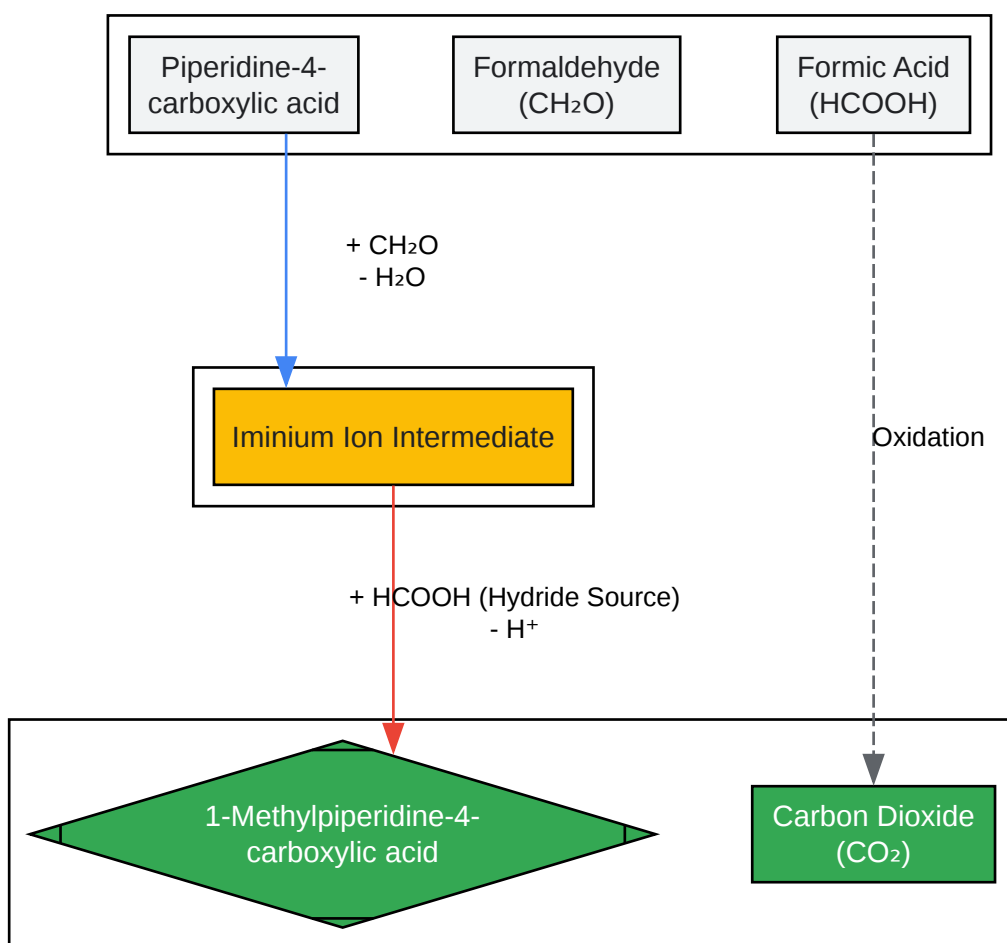 Piperidine-4-
carboxylic acid
Formaldehyde
(CH₂O)
Formic Acid
(HCOOH)
+ CH₂O
- H₂O
Iminium Ion Intermediate
Oxidation
+ HCOOH (Hydride Source)
- H⁺
1-Methylpiperidine-4-
carboxylic acid
Carbon Dioxide
(CO₂)